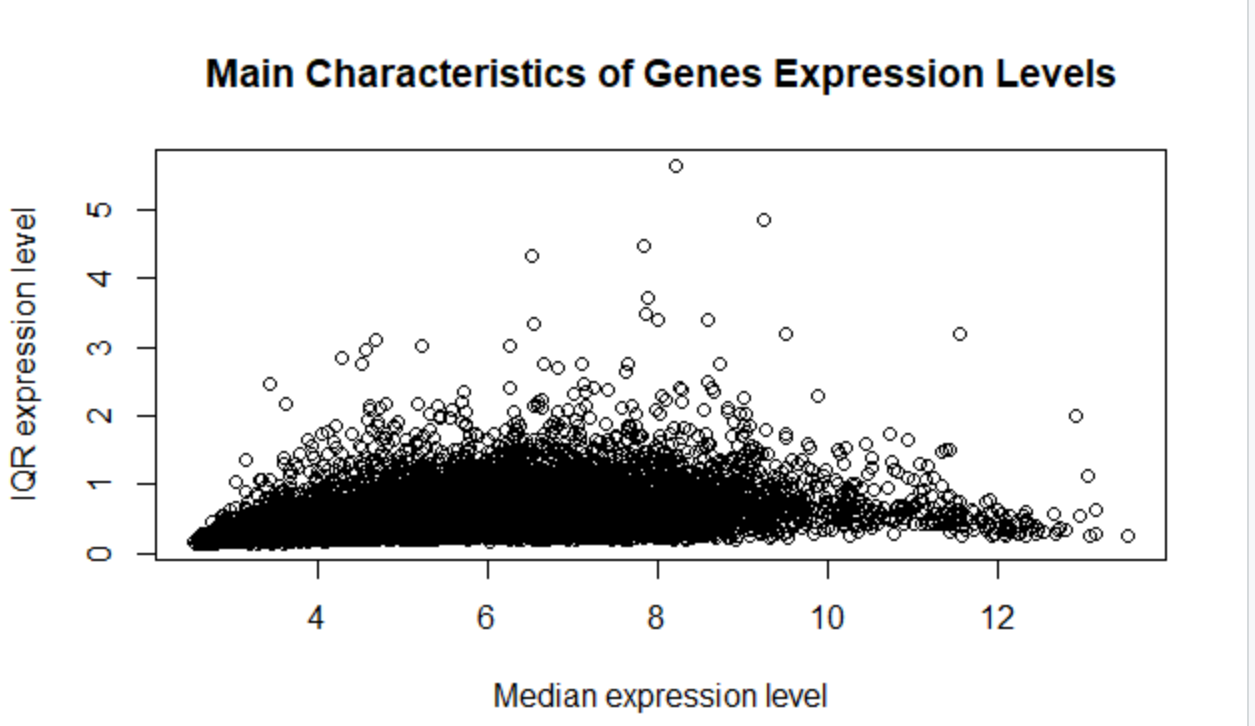 Main Characteristics of Genes Expression Levels
IQR expression level
5
4
3
2
1
0
4 6 8 10 12
Median expression level